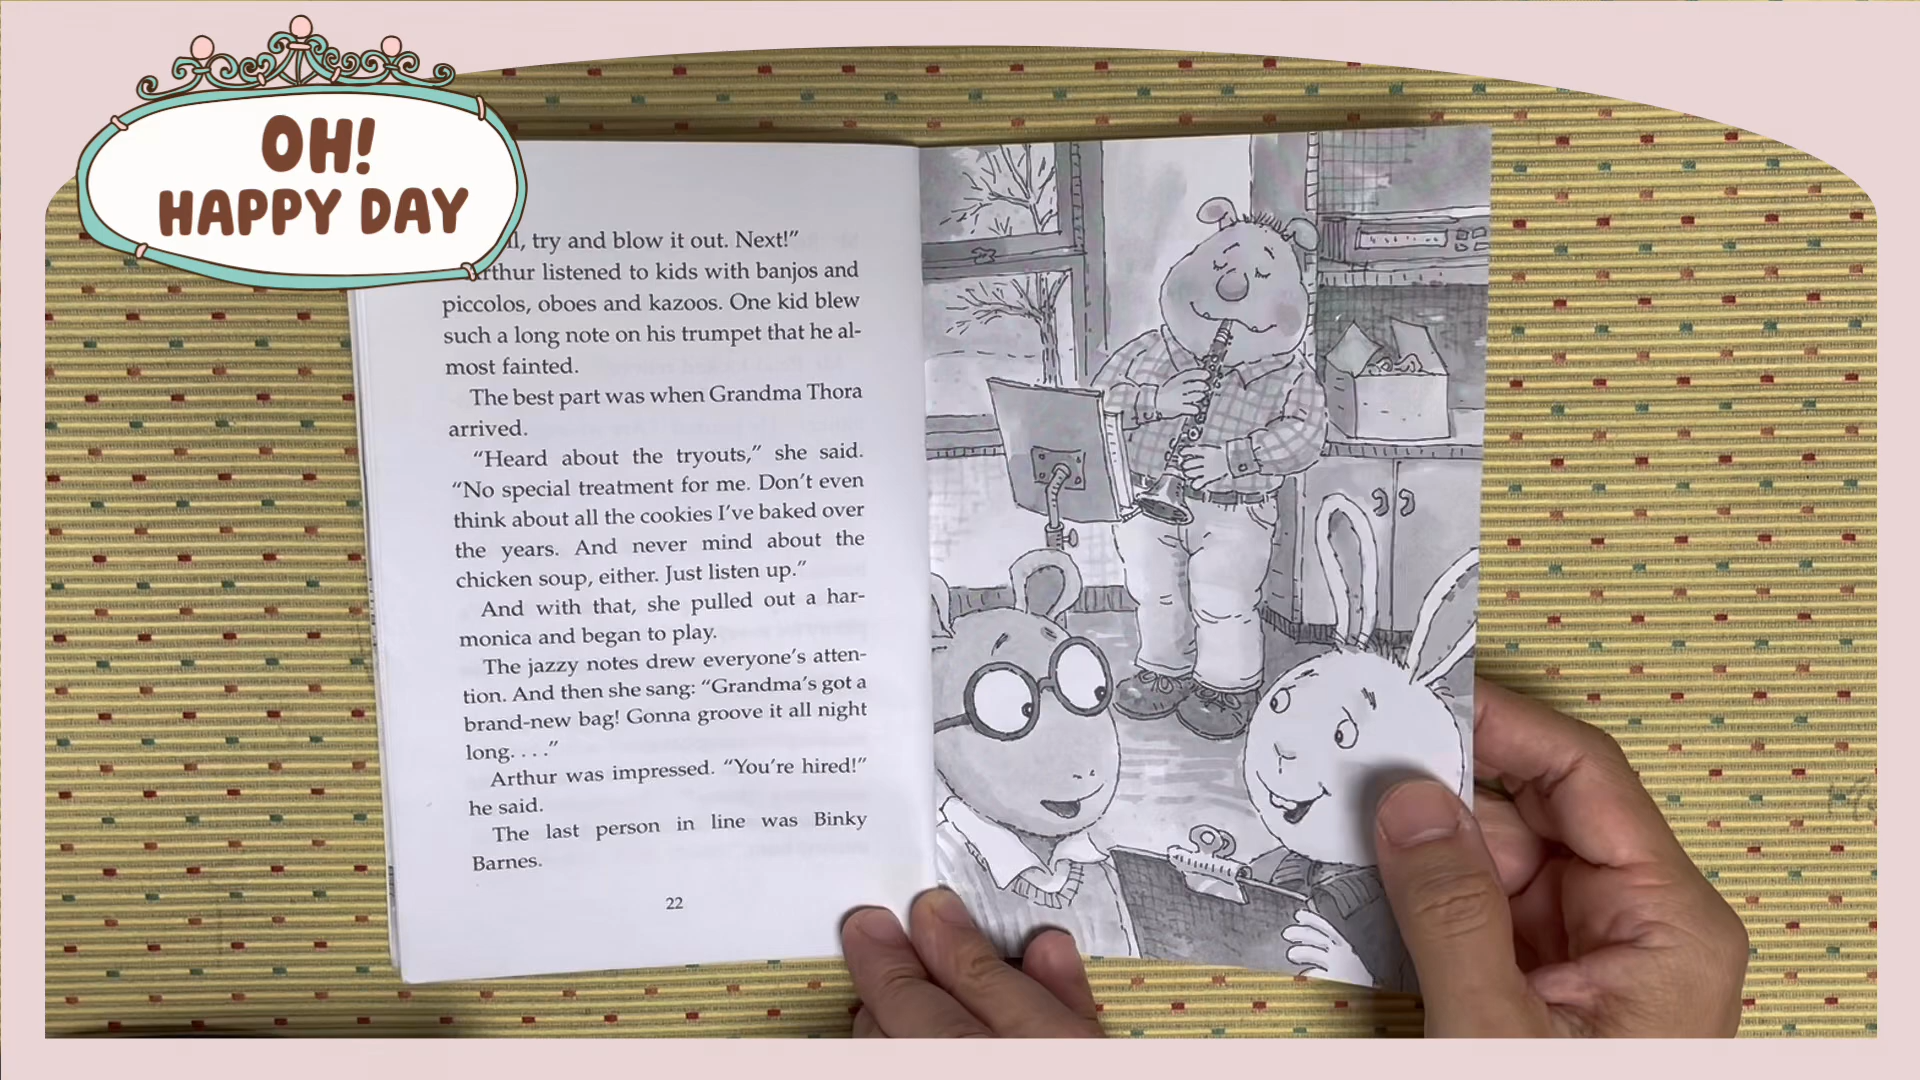 OH!
HAPPY DAY
try and blow it out. Next!”
Arthur listened to kids with banjos and
piccolos, oboes and kazoos. One kid blew
such a long note on his trumpet that he al-
most fainted.
The best part was when Grandma Thora
arrived.
“Heard about the tryouts,” she said.
“No special treatment for me. Don’t even
think about all the cookies I’ve baked over
the years. And never mind about the
chicken soup, either. Just listen up.”
And with that, she pulled out a har-
monica and began to play.
The jazzy notes drew everyone’s atten-
tion. And then she sang: “Grandma’s got a
brand-new bag! Gonna groove it all night
long. . . .”
Arthur was impressed. “You’re hired!”
he said.
The last person in line was Binky
Barnes.
22